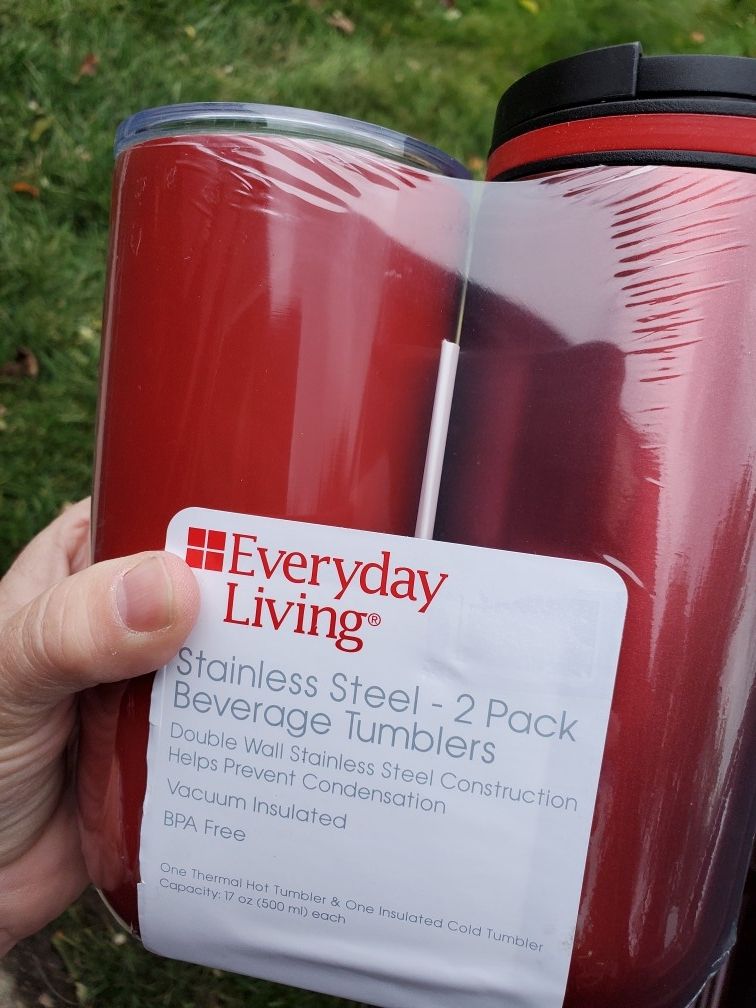 Everyday
Living®
Stainless Steel - 2 Pack
Beverage Tumblers
Double Wall Stainless Steel Construction
Helps Prevent Condensation
Vacuum Insulated
BPA Free
One Thermal Hot Tumbler & One Insulated Cold Tumbler
Capacity: 17 oz (500 ml) each